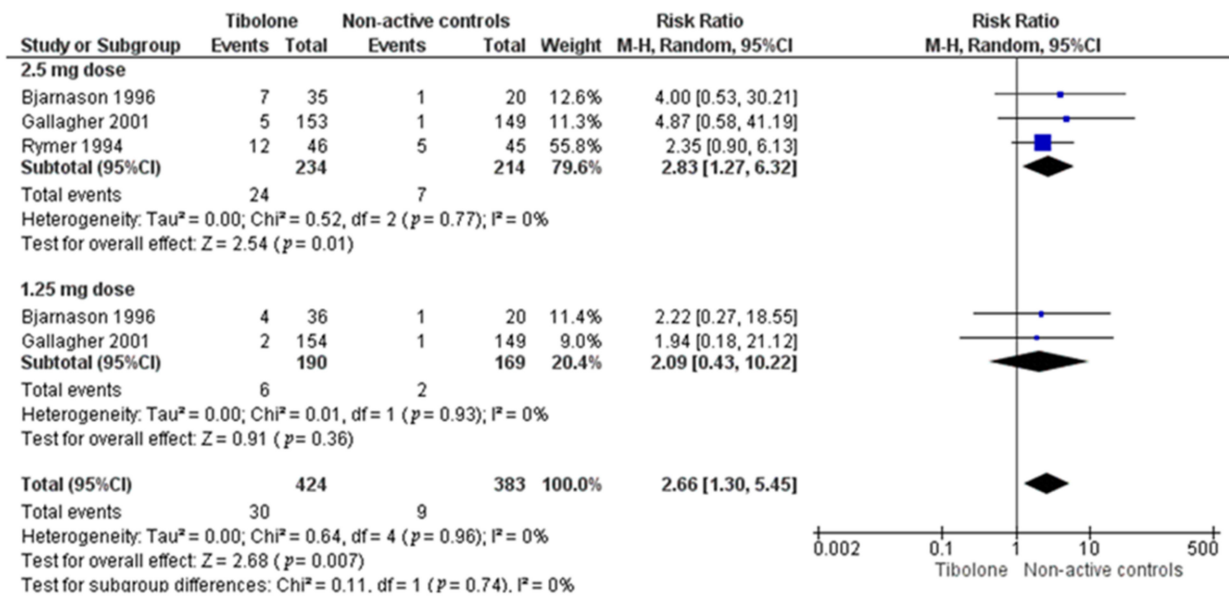 Tibolone Non-active controls Risk Ratio Risk Ratio
Study or Subgroup Events Total Events Total Weight M-H, Random, 95%CI M-H, Random, 95%CI
2.5 mg dose
Bjarnason 1996 7 35 1 20 12.6% 4.00 [0.53, 30.21]
Gallagher 2001 5 153 1 149 11.3% 4.87 [0.58, 41.19]
Rymer 1994 12 46 5 45 55.8% 2.35 [0.90, 6.13]
Subtotal (95%CI) 234 214 79.6% 2.83 [1.27, 6.32]
Total events 24 7
Heterogeneity: Tau² = 0.00; Chi² = 0.52, df = 2 (p = 0.77); I² = 0%
Test for overall effect: Z = 2.54 (p = 0.01)
1.25 mg dose
Bjarnason 1996 4 36 1 20 11.4% 2.22 [0.27, 18.55]
Gallagher 2001 2 154 1 149 9.0% 1.94 [0.18, 21.12]
Subtotal (95%CI) 190 169 20.4% 2.09 [0.43, 10.22]
Total events 6 2
Heterogeneity: Tau² = 0.00; Chi² = 0.01, df = 1 (p = 0.93); I² = 0%
Test for overall effect: Z = 0.91 (p = 0.36)
Total (95%CI) 424 383 100.0% 2.66 [1.30, 5.45]
Total events 30 9
Heterogeneity: Tau² = 0.00; Chi² = 0.64, df = 4 (p = 0.96); I² = 0%
Test for overall effect: Z = 2.68 (p = 0.007)
Test for subgroup differences: Chi² = 0.11, df = 1 (p = 0.74), I² = 0%
0.002 0.1 1 10 500
Tibolone Non-active controls